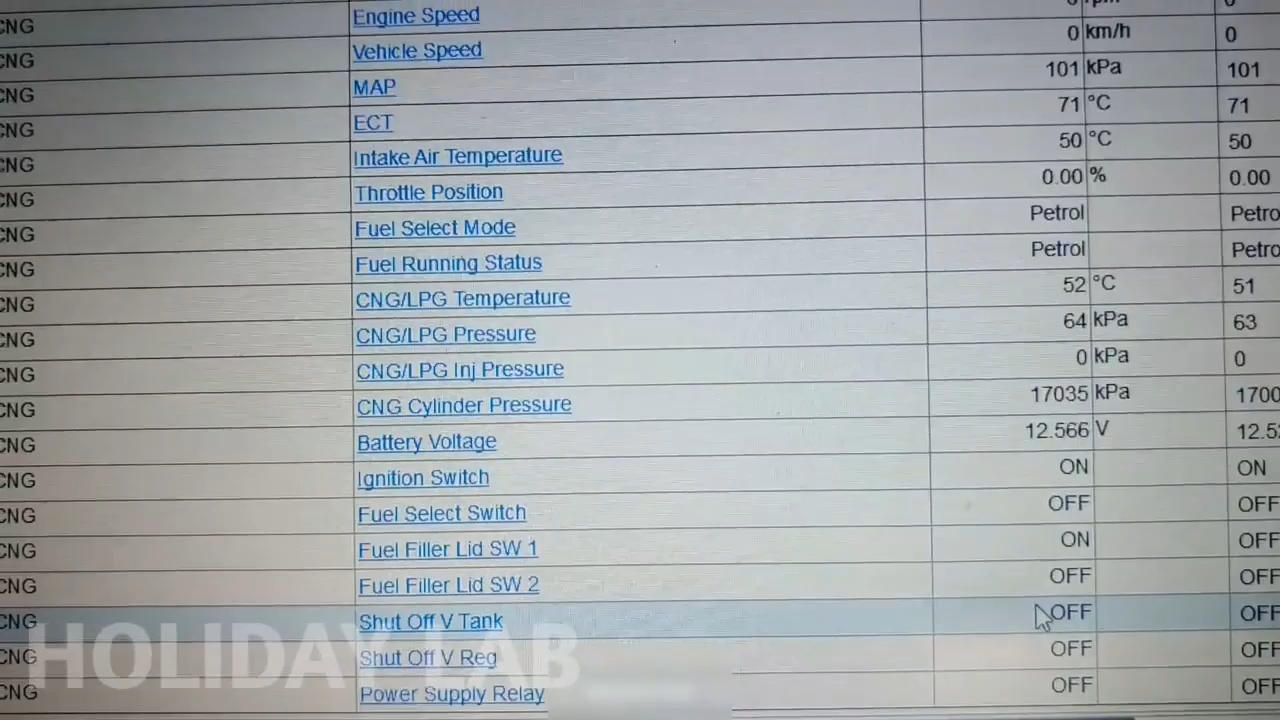 CNG Engine Speed 0 rpm 0
CNG Vehicle Speed 0 km/h 0
CNG MAP 101 kPa 101
CNG ECT 71 °C 71
CNG Intake Air Temperature 50 °C 50
CNG Throttle Position 0.00 % 0.00
CNG Fuel Select Mode Petrol Petro
CNG Fuel Running Status Petrol Petro
CNG CNG/LPG Temperature 52 °C 51
CNG CNG/LPG Pressure 64 kPa 63
CNG CNG/LPG Inj Pressure 0 kPa 0
CNG CNG Cylinder Pressure 17035 kPa 1700
CNG Battery Voltage 12.566 V 12.5
CNG Ignition Switch ON ON
CNG Fuel Select Switch OFF OFF
CNG Fuel Filler Lid SW 1 ON OFF
CNG Fuel Filler Lid SW 2 OFF OFF
CNG Shut Off V Tank OFF OFF
CNG Shut Off V Reg OFF OFF
CNG Power Supply Relay OFF OFF
HOLIDAY LAB